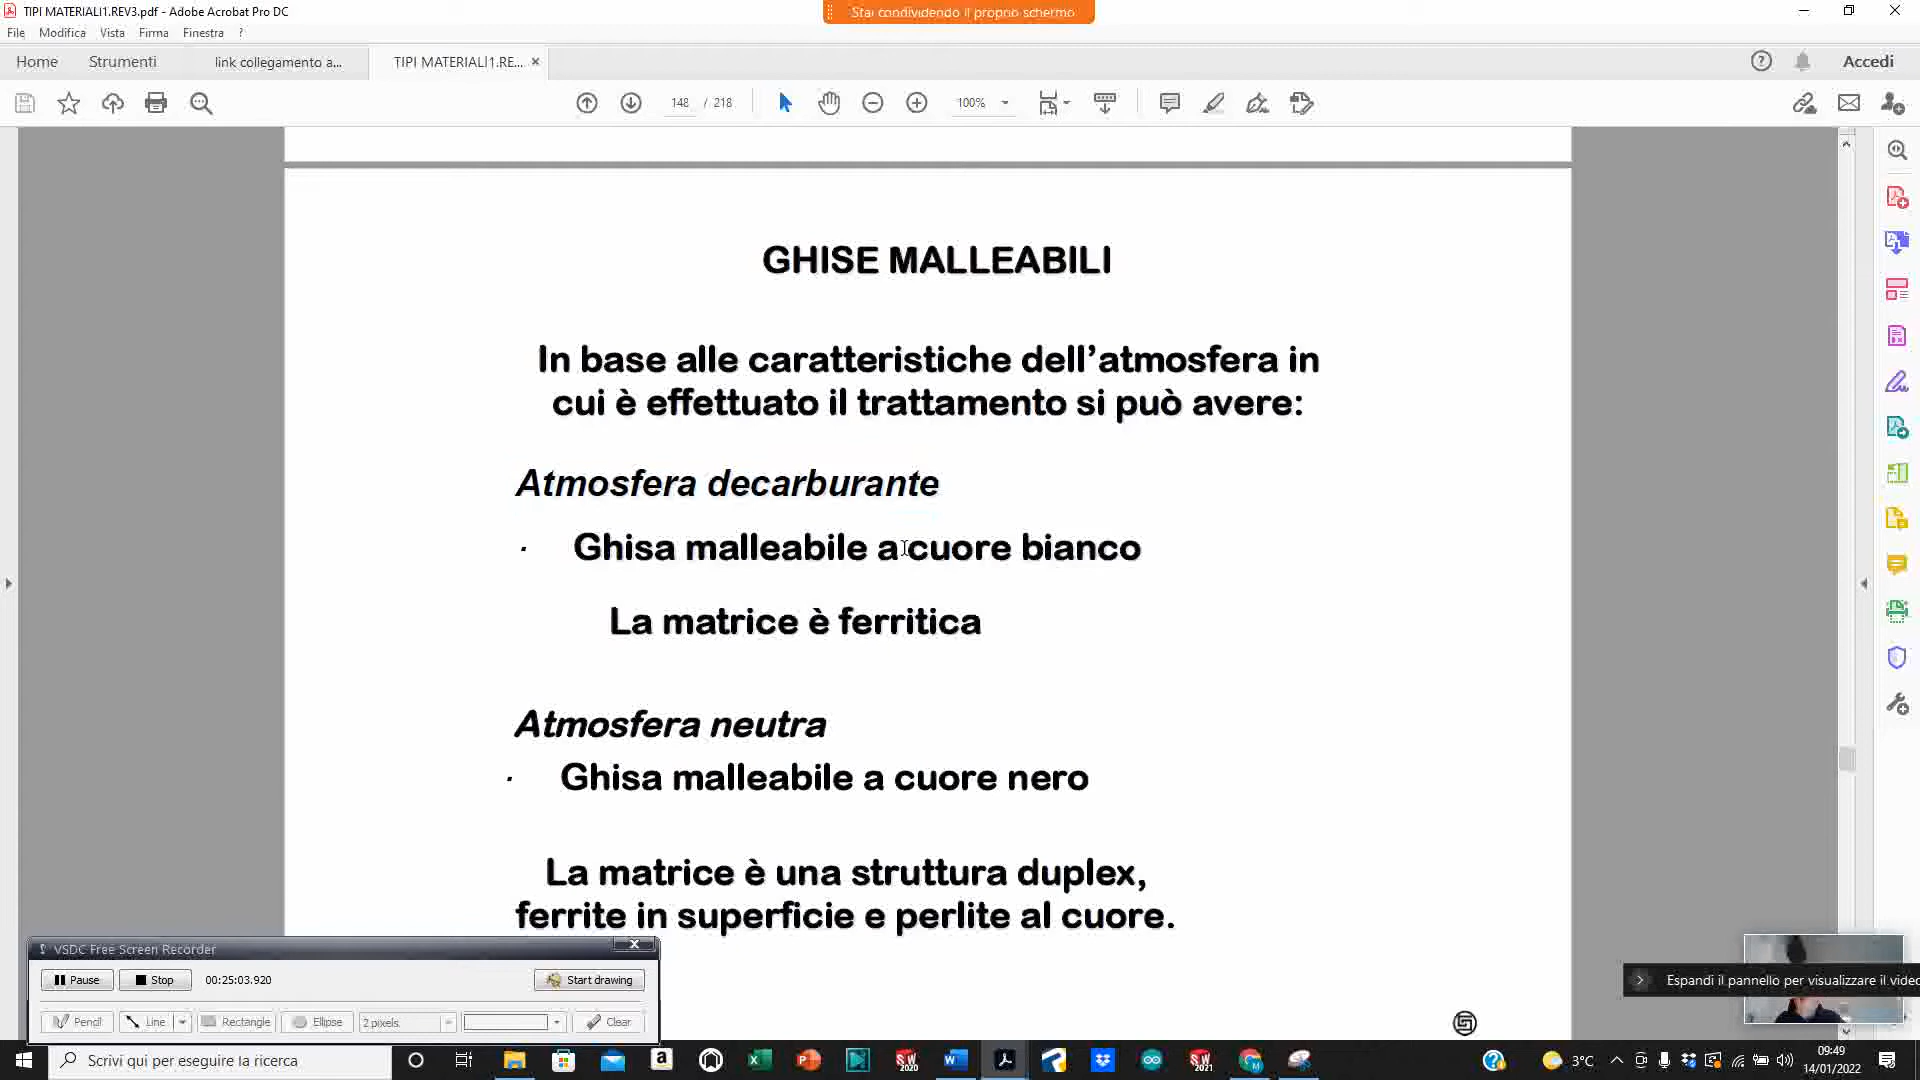 TIPI MATERIALI1.REV3.pdf - Adobe Acrobat Pro DC
Stai condividendo il proprio schermo
File Modifica Vista Firma Finestra ?
Home Strumenti link collegamento a... TIPI MATERIALI1.RE... × Accedi
148 / 218 100%
GHISE MALLEABILI
In base alle caratteristiche dell'atmosfera in
cui è effettuato il trattamento si può avere:
Atmosfera decarburante
· Ghisa malleabile a cuore bianco
La matrice è ferritica
Atmosfera neutra
· Ghisa malleabile a cuore nero
La matrice è una struttura duplex,
ferrite in superficie e perlite al cuore.
VSDC Free Screen Recorder
Pause Stop 00:25:03.920 Start drawing
Pencil Line Rectangle Ellipse 2 pixels Clear
Espandi il pannello per visualizzare il video
Scrivi qui per eseguire la ricerca
SW 2020
SW 2021
3°C
09:49
14/01/2022